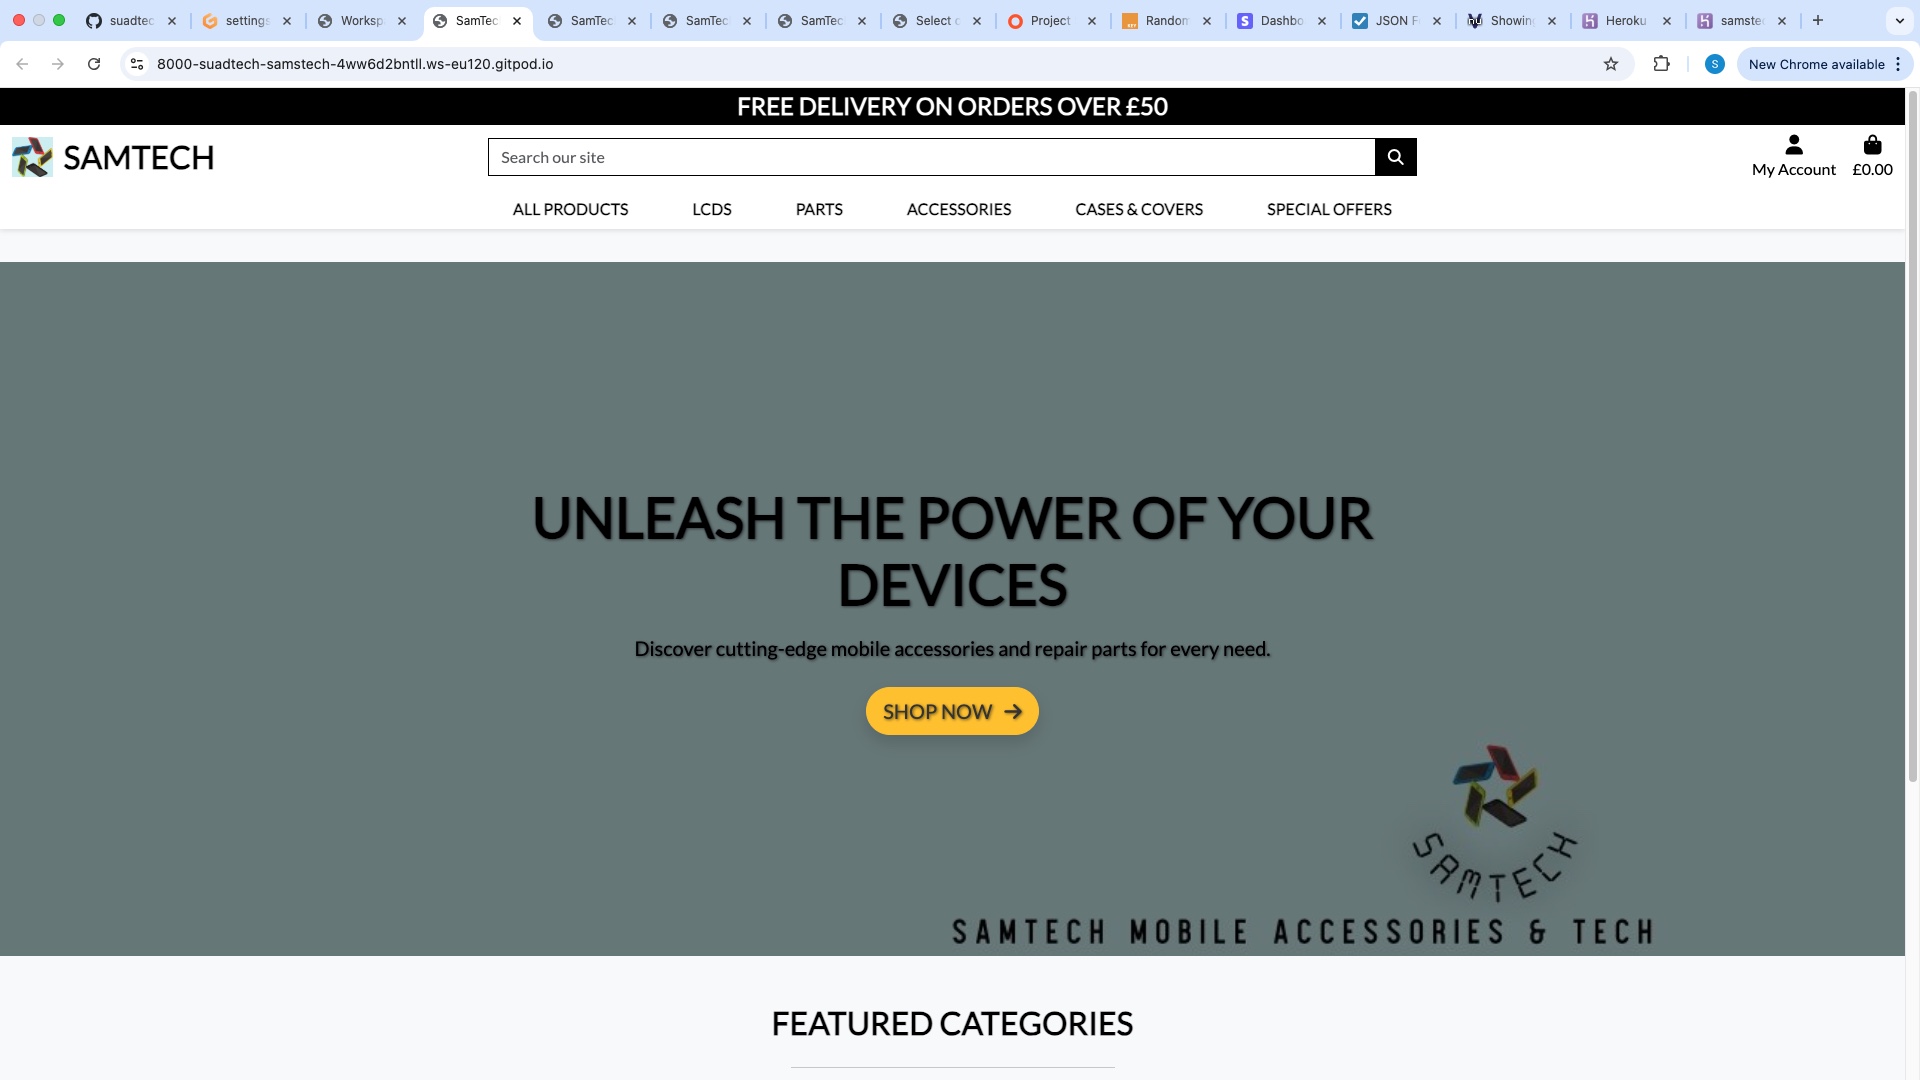 suadtec
settings
Worksp
SamTec
SamTec
SamTec
SamTec
Select
Project
Random
Dashbo
JSON F
Showing
Heroku
samste
8000-suadtech-samstech-4ww6d2bntll.ws-eu120.gitpod.io
S
New Chrome available
FREE DELIVERY ON ORDERS OVER £50
SAMTECH
Search our site
My Account
£0.00
ALL PRODUCTS
LCDS
PARTS
ACCESSORIES
CASES & COVERS
SPECIAL OFFERS
UNLEASH THE POWER OF YOUR
DEVICES
Discover cutting-edge mobile accessories and repair parts for every need.
SHOP NOW
SAMTECH
SAMTECH MOBILE ACCESSORIES & TECH
FEATURED CATEGORIES